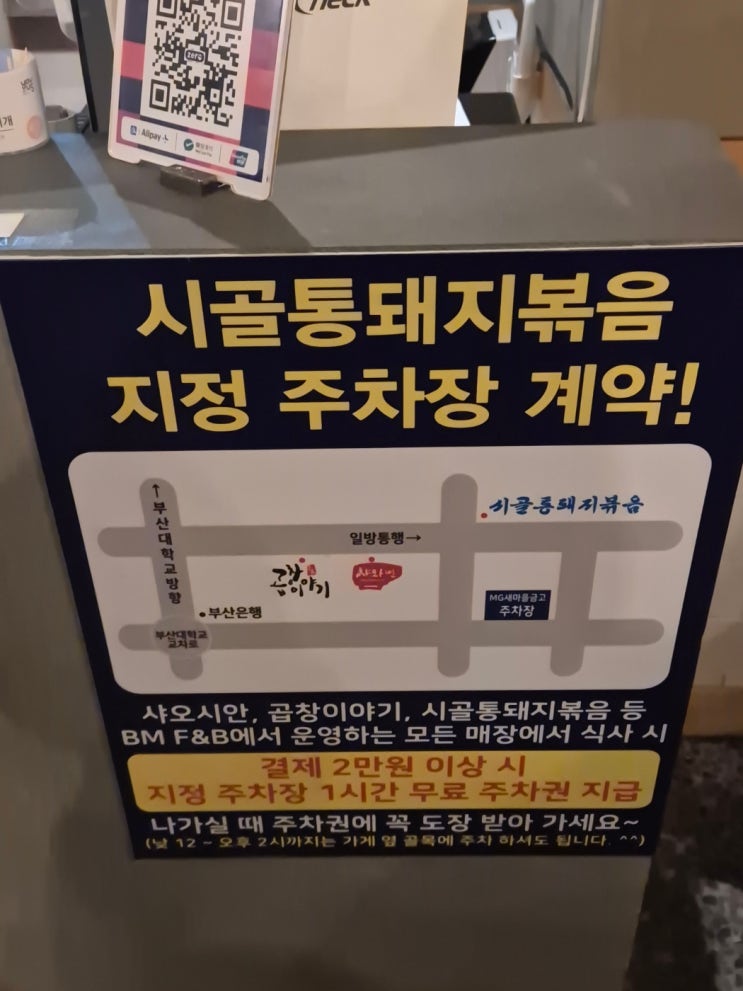 Check
zero
Alipay
개
시골통돼지볶음
지정 주차장 계약!
↑부산대학교방향
일방통행→
시골통돼지볶음
곱창이야기
샤오시안
MG새마을금고
주차장
•부산은행
부산대학교
교차로
샤오시안, 곱창이야기, 시골통돼지볶음 등
BM F&B에서 운영하는 모든 매장에서 식사 시
결제 2만원 이상 시
지정 주차장 1시간 무료 주차권 지급
나가실 때 주차권에 꼭 도장 받아 가세요~
(낮 12 ~ 오후 2시까지는 가게 옆 골목에 주차 하셔도 됩니다. ^^)